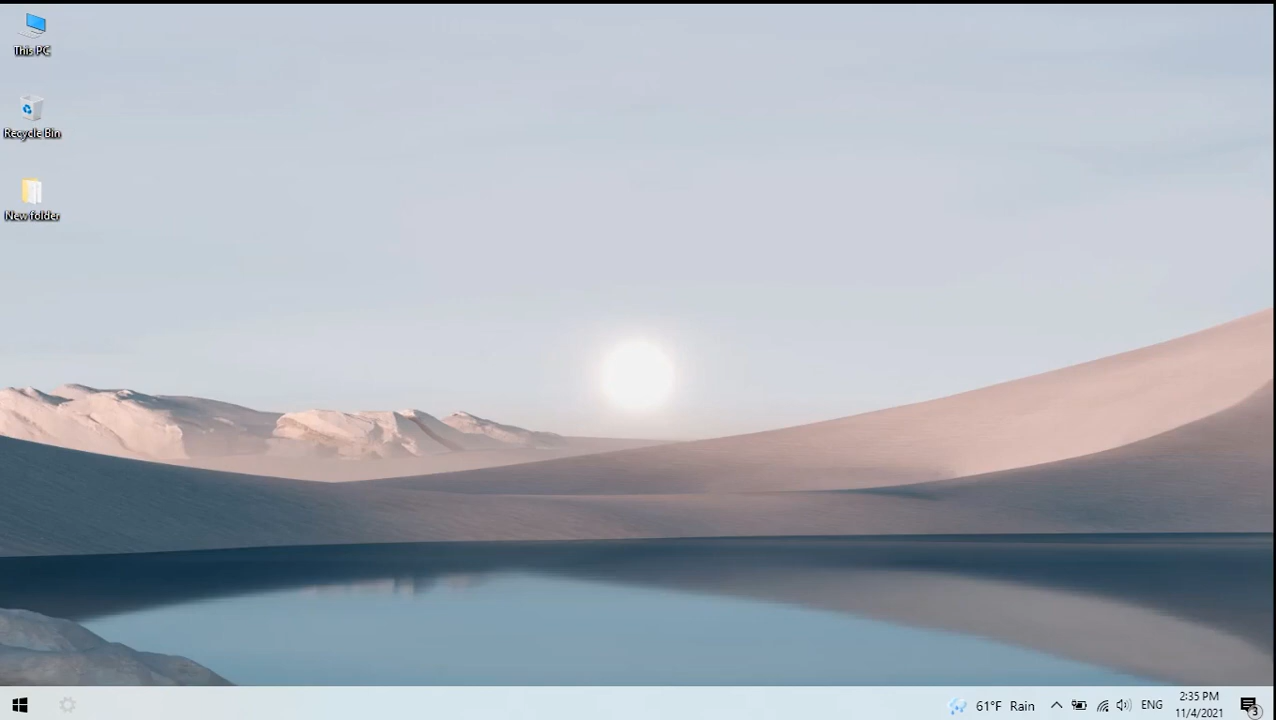 This PC
Recycle Bin
New folder
61°F Rain
ENG
2:35 PM
11/4/2021
3